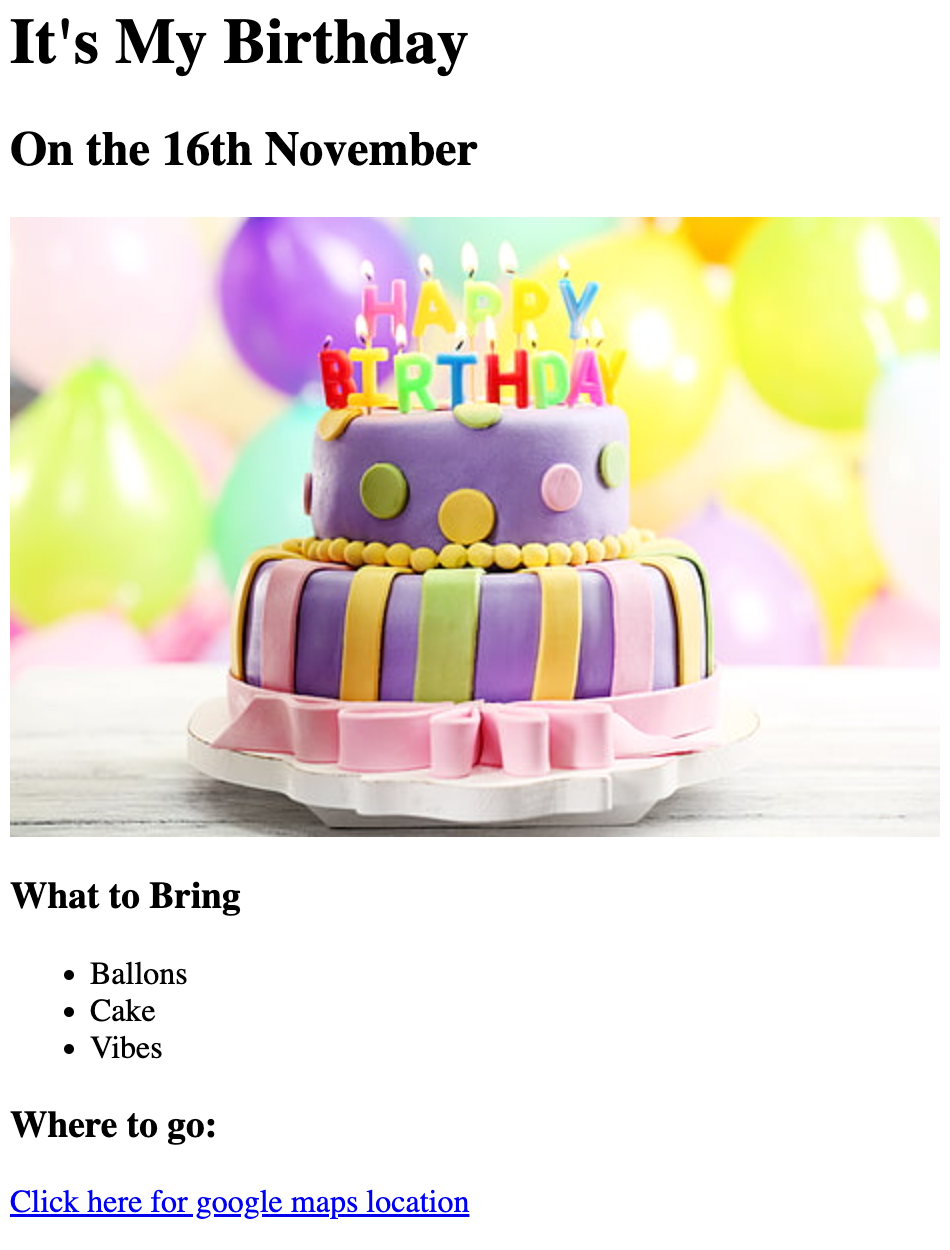 It's My Birthday
On the 16th November
HAPPY
BIRTHDAY
What to Bring
Ballons
Cake
Vibes
Where to go:
Click here for google maps location